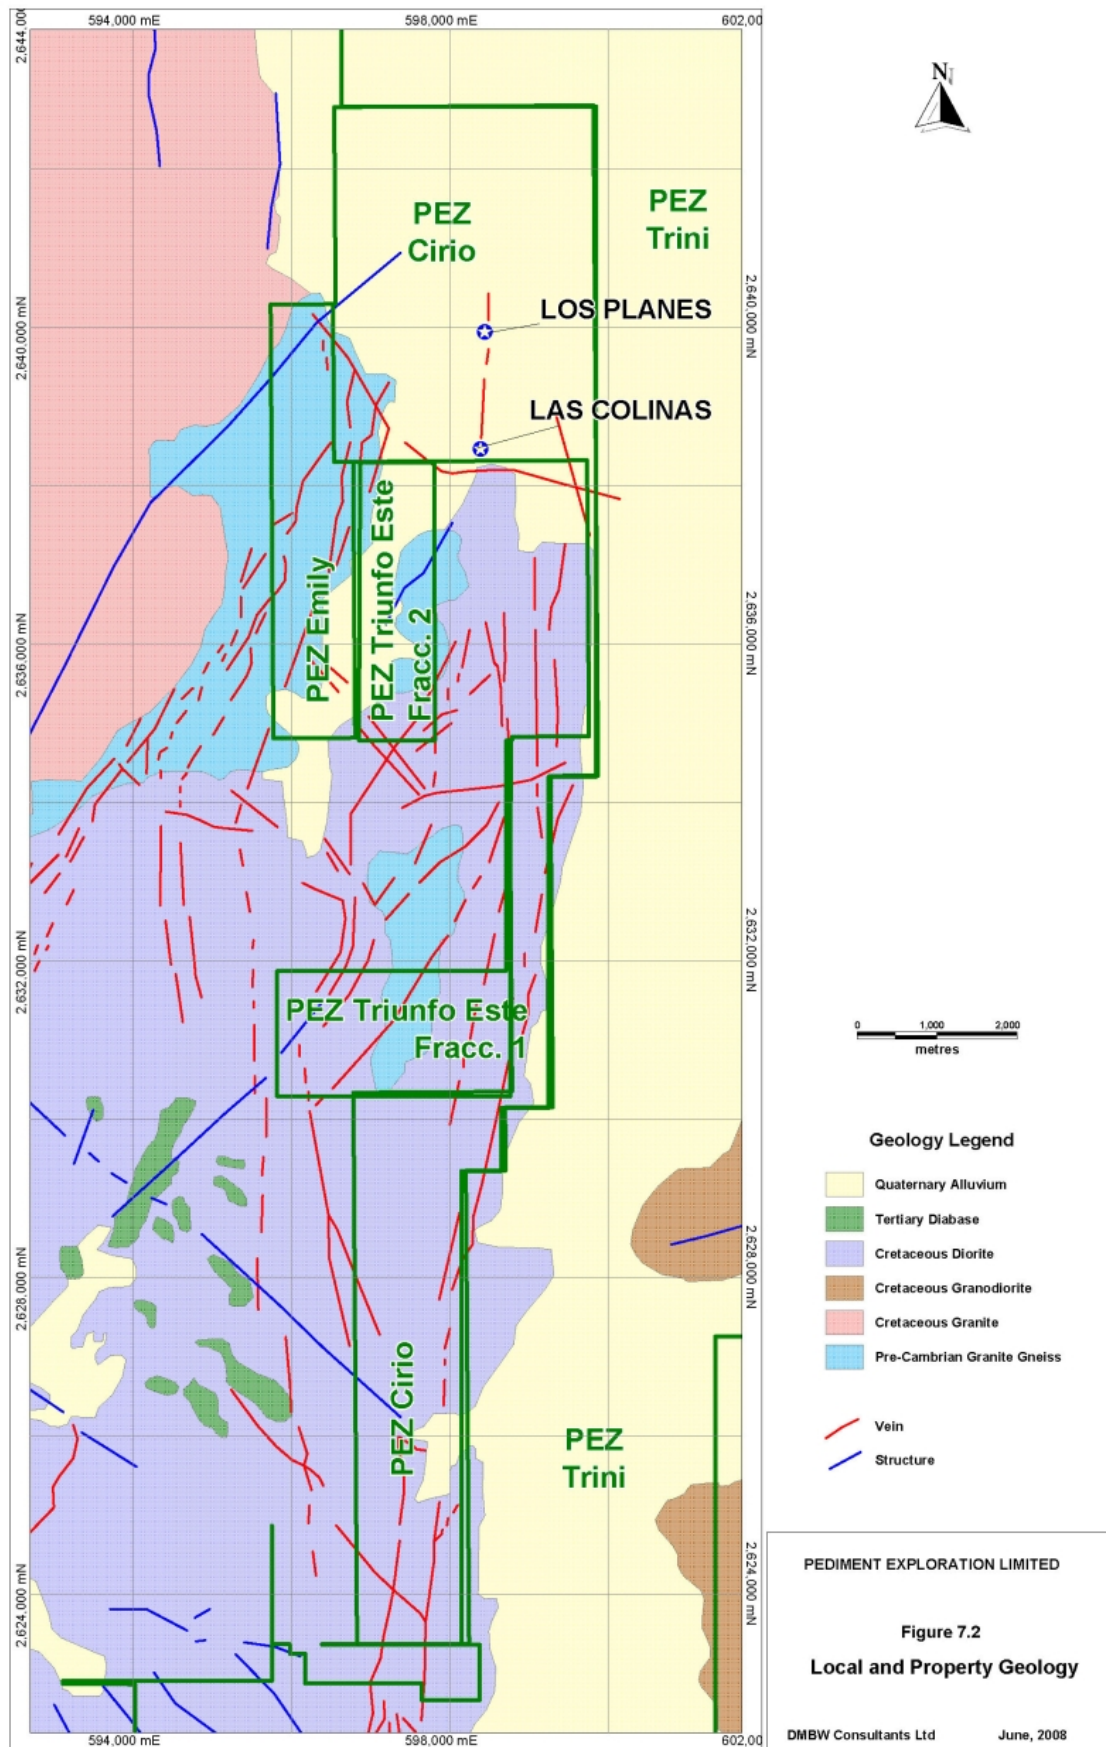 594,000 mE
598,000 mE
602,00
2,644,00
N
PEZ
Cirio
PEZ
Trini
LOS PLANES
2,640,000 mN
2,640,000 mN
LAS COLINAS
PEZ Emily
PEZ Triunfo Este
Fracc. 2
2,636,000 mN
2,636,000 mN
2,632,000 mN
2,632,000 mN
PEZ Triunfo Este
Fracc. 1
0 1,000 2,000
metres
Geology Legend
Quaternary Alluvium
Tertiary Diabase
Cretaceous Diorite
Cretaceous Granodiorite
Cretaceous Granite
Pre-Cambrian Granite Gneiss
Vein
Structure
2,628,000 mN
2,628,000 mN
PEZ Cirio
PEZ
Trini
2,624,000 mN
2,624,000 mN
PEDIMENT EXPLORATION LIMITED
Figure 7.2
Local and Property Geology
DMBW Consultants Ltd June, 2008
594,000 mE
598,000 mE
602,00